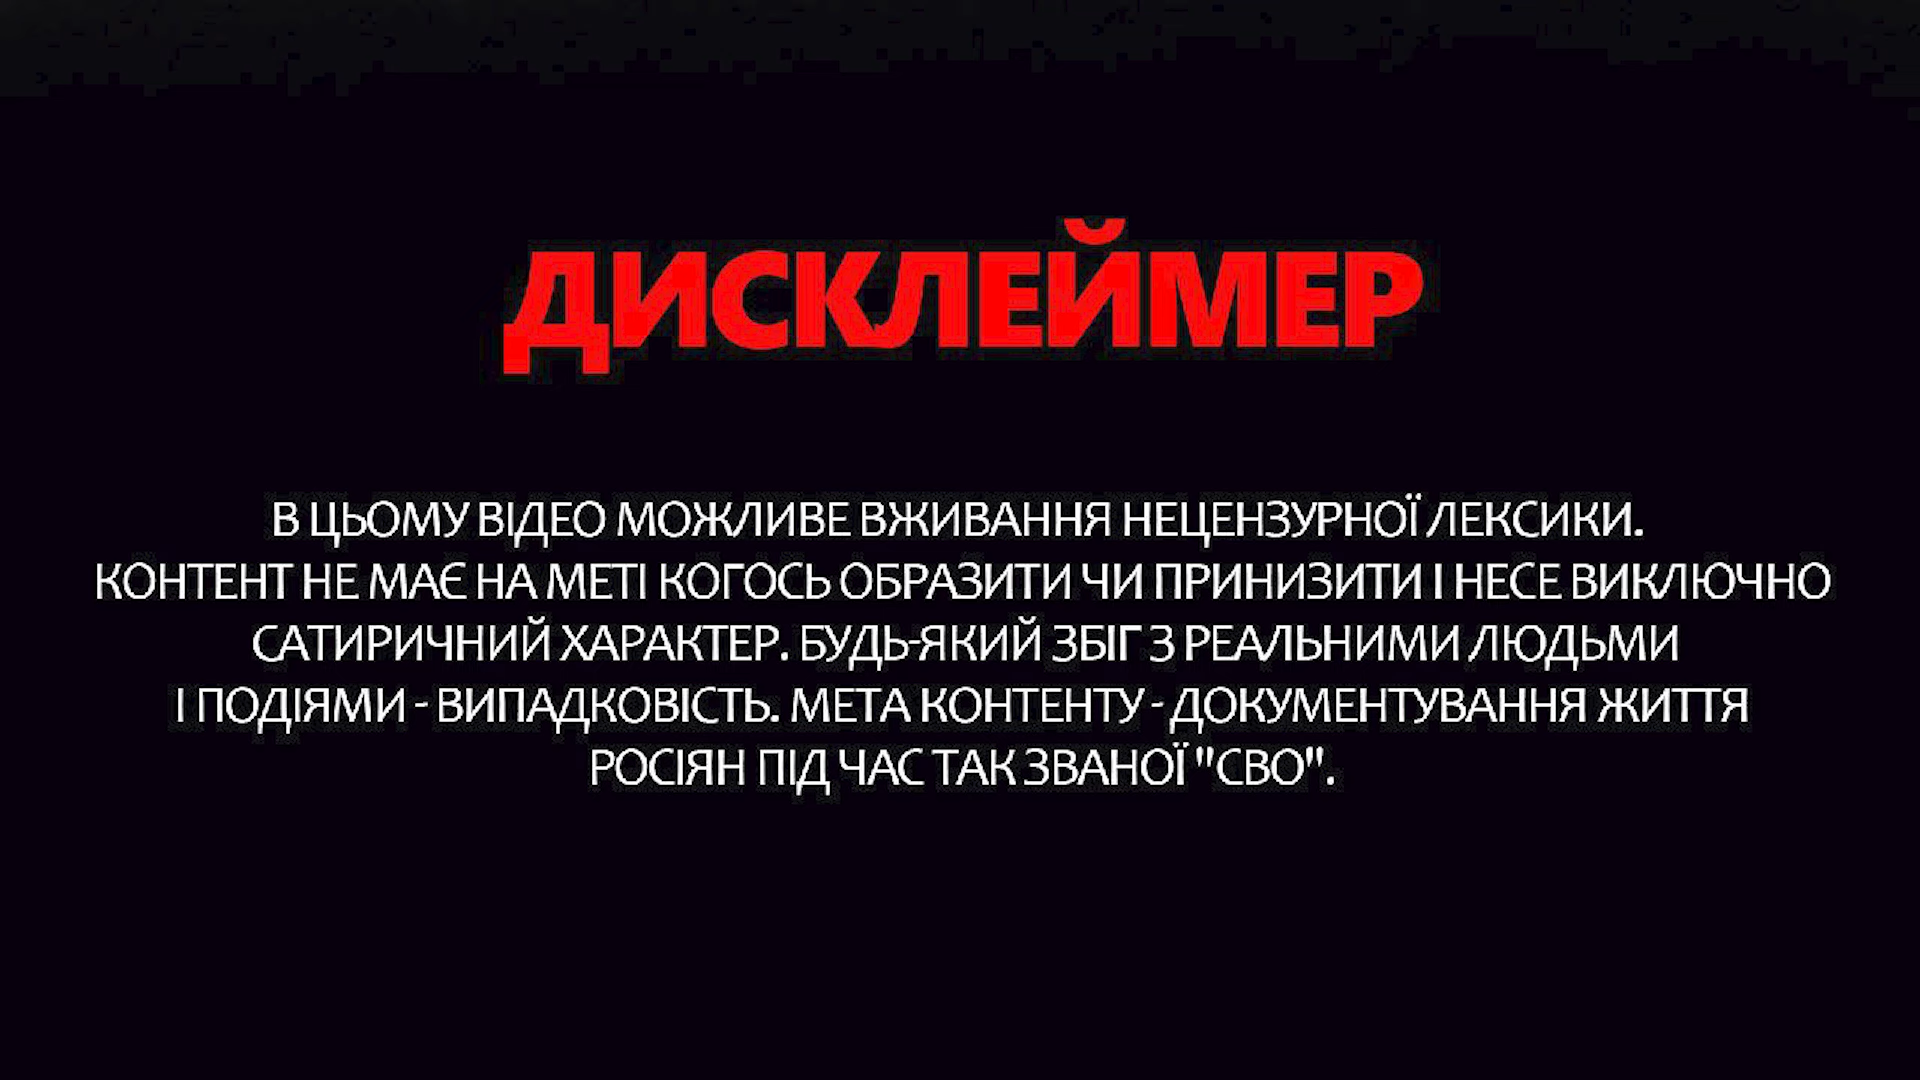 ДИСКЛЕЙМЕР
В ЦЬОМУ ВІДЕО МОЖЛИВЕ ВЖИВАННЯ НЕЦЕНЗУРНОЇ ЛЕКСИКИ.
КОНТЕНТ НЕ МАЄ НА МЕТІ КОГОСЬ ОБРАЗИТИ ЧИ ПРИНИЗИТИ І НЕСЕ ВИКЛЮЧНО
САТИРИЧНИЙ ХАРАКТЕР. БУДЬ-ЯКИЙ ЗБІГ З РЕАЛЬНИМИ ЛЮДЬМИ
І ПОДІЯМИ - ВИПАДКОВІСТЬ. МЕТА КОНТЕНТУ - ДОКУМЕНТУВАННЯ ЖИТТЯ
РОСІЯН ПІД ЧАС ТАК ЗВАНОЇ "СВО".